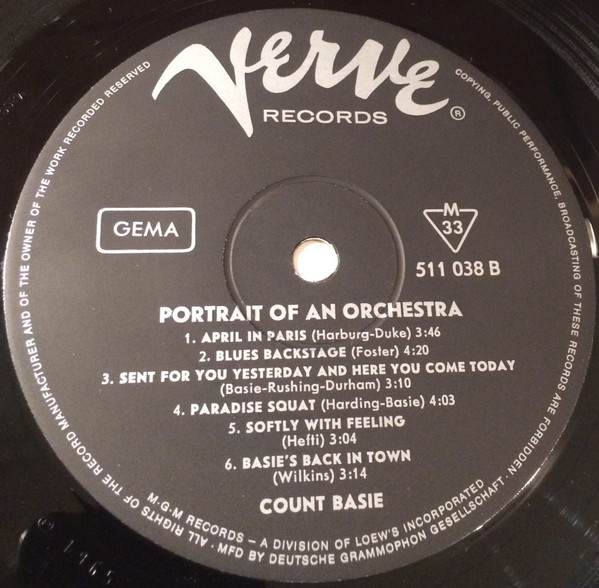 VERVE
RECORDS ®
GEMA
M
33
511 038 B
PORTRAIT OF AN ORCHESTRA
1. APRIL IN PARIS (Harburg-Duke) 3:46
2. BLUES BACKSTAGE (Foster) 4:20
3. SENT FOR YOU YESTERDAY AND HERE YOU COME TODAY
(Basie-Rushing-Durham) 3:10
4. PARADISE SQUAT (Harding-Basie) 4:03
5. SOFTLY WITH FEELING
(Hefti) 3:04
6. BASIE'S BACK IN TOWN
(Wilkins) 3:14
COUNT BASIE
M·G·M RECORDS – A DIVISION OF LOEW'S INCORPORATED
ALL RIGHTS OF THE RECORD MANUFACTURER AND OF THE OWNER OF THE WORK RECORDED RESERVED
COPYING, PUBLIC PERFORMANCE, BROADCASTING OF THESE RECORDS ARE FORBIDDEN · MFD BY DEUTSCHE GRAMMOPHON GESELLSCHAFT ·